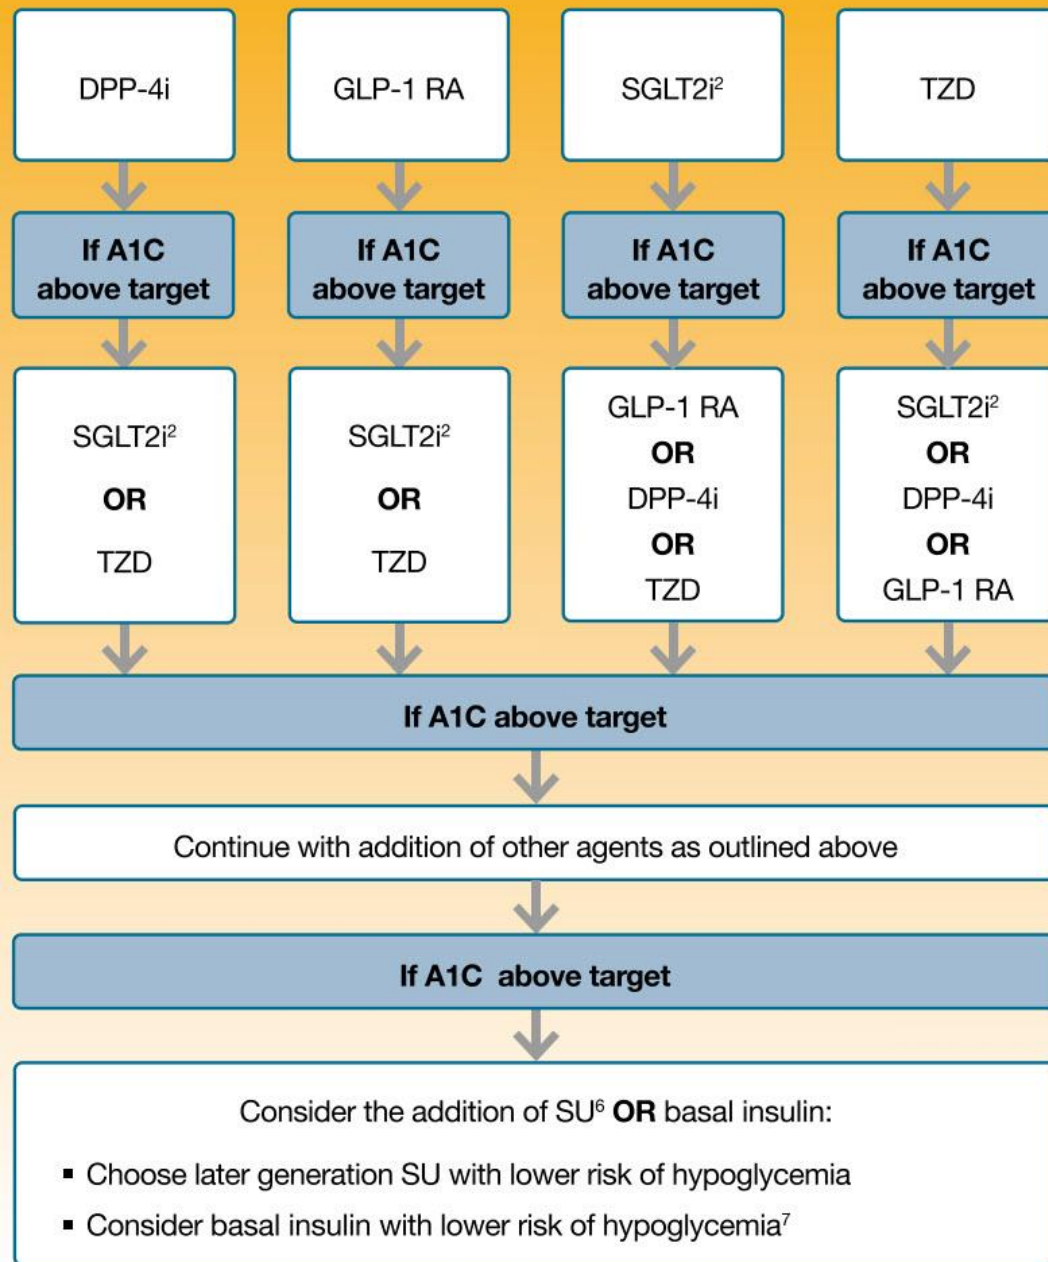 DPP-4i
GLP-1 RA
SGLT2i²
TZD
If A1C
above target
If A1C
above target
If A1C
above target
If A1C
above target
SGLT2i²
OR
TZD
SGLT2i²
OR
TZD
GLP-1 RA
OR
DPP-4i
OR
TZD
SGLT2i²
OR
DPP-4i
OR
GLP-1 RA
If A1C above target
Continue with addition of other agents as outlined above
If A1C above target
Consider the addition of SU⁶ OR basal insulin:
▪ Choose later generation SU with lower risk of hypoglycemia
▪ Consider basal insulin with lower risk of hypoglycemia⁷